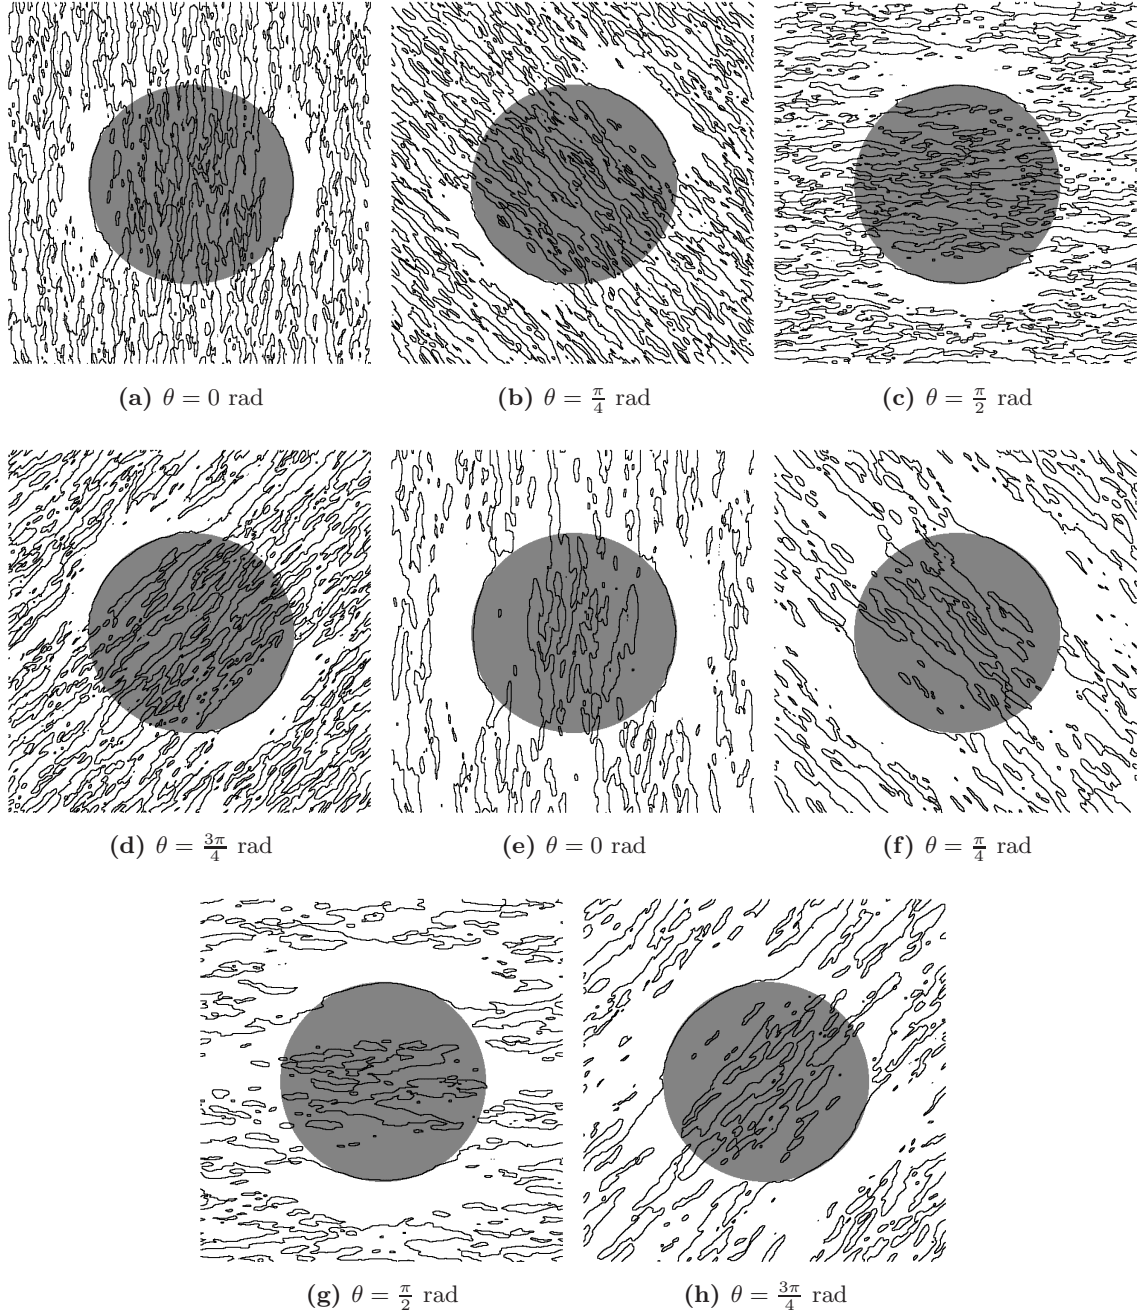 (a) θ = 0 rad
(b) θ = π/4 rad
(c) θ = π/2 rad
(d) θ = 3π/4 rad
(e) θ = 0 rad
(f) θ = π/4 rad
(g) θ = π/2 rad
(h) θ = 3π/4 rad